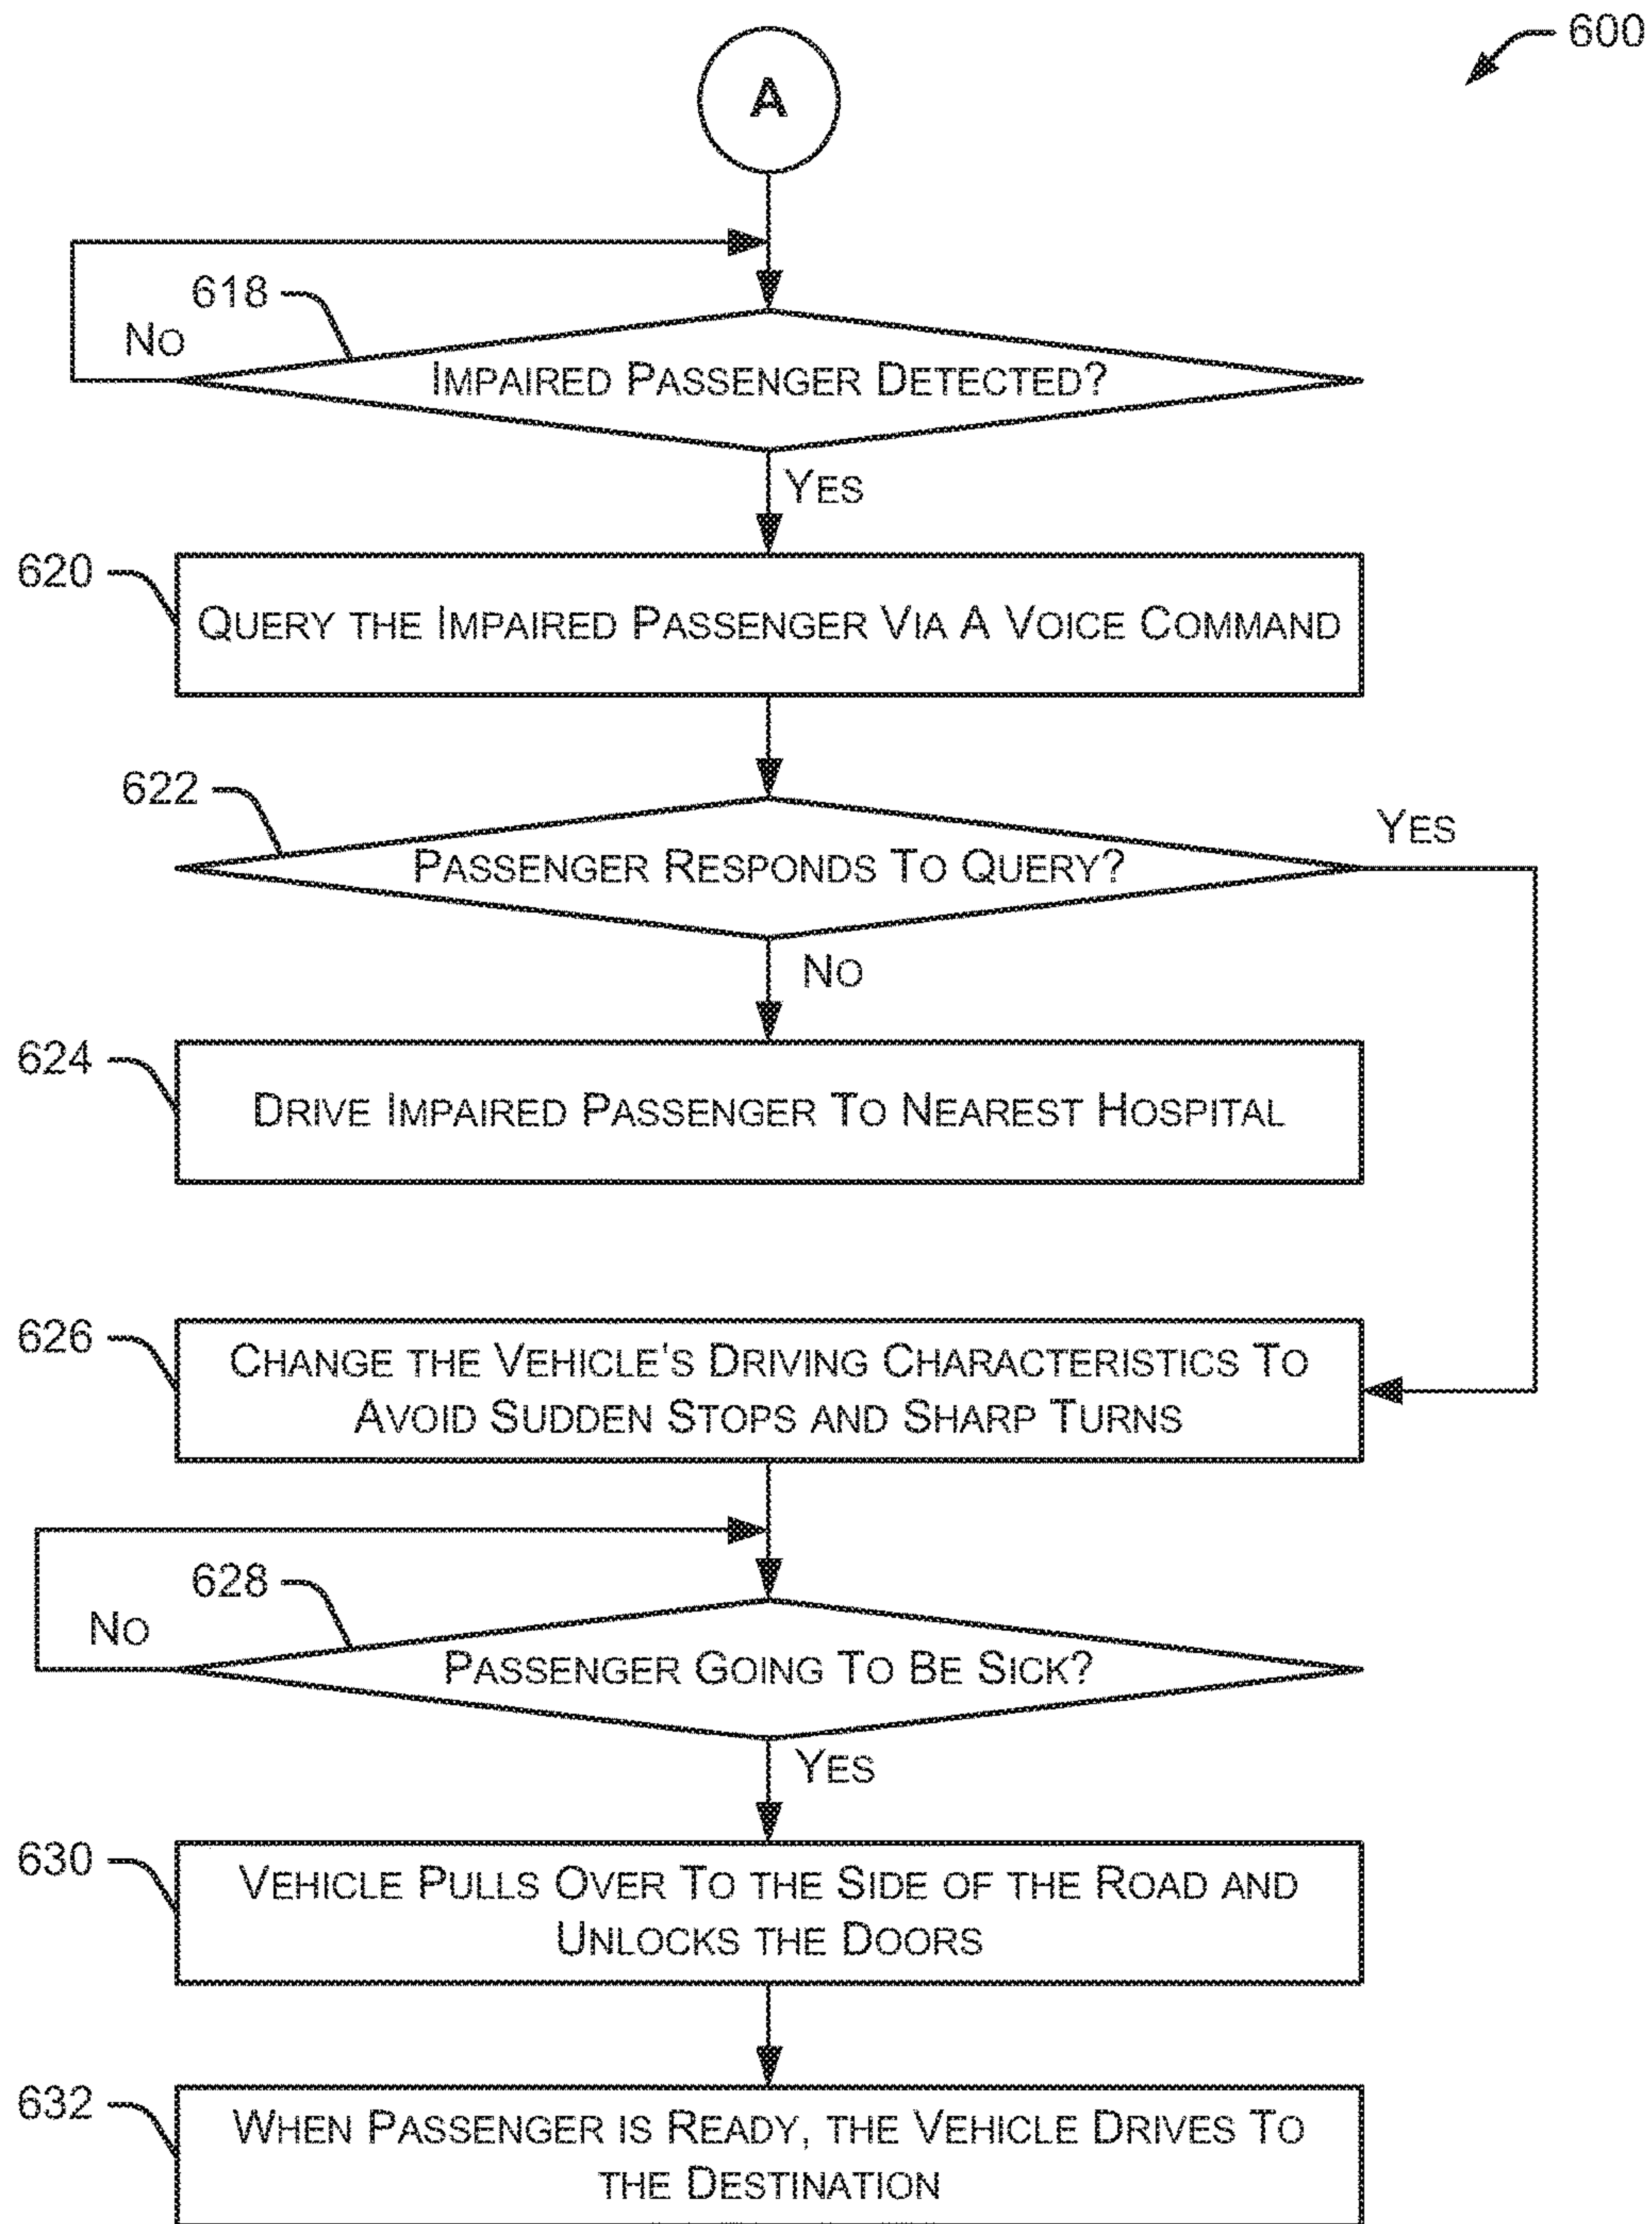 600
A
618
NO
IMPAIRED PASSENGER DETECTED?
YES
620
QUERY THE IMPAIRED PASSENGER VIA A VOICE COMMAND
622
YES
PASSENGER RESPONDS TO QUERY?
NO
624
DRIVE IMPAIRED PASSENGER TO NEAREST HOSPITAL
626
CHANGE THE VEHICLE'S DRIVING CHARACTERISTICS TO
AVOID SUDDEN STOPS AND SHARP TURNS
628
NO
PASSENGER GOING TO BE SICK?
YES
630
VEHICLE PULLS OVER TO THE SIDE OF THE ROAD AND
UNLOCKS THE DOORS
632
WHEN PASSENGER IS READY, THE VEHICLE DRIVES TO
THE DESTINATION